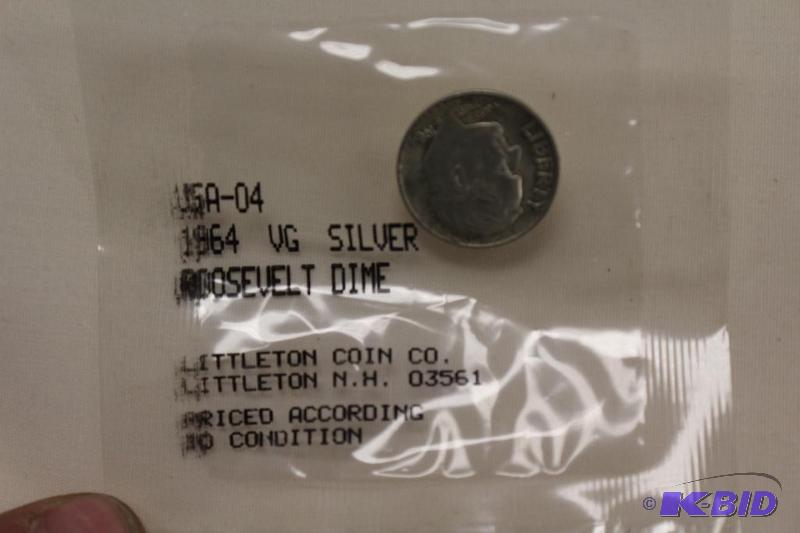 USA-04
1964 VG SILVER
ROOSEVELT DIME
LITTLETON COIN CO.
LITTLETON N.H. 03561
PRICED ACCORDING
TO CONDITION
LIBERTY
© K-BID